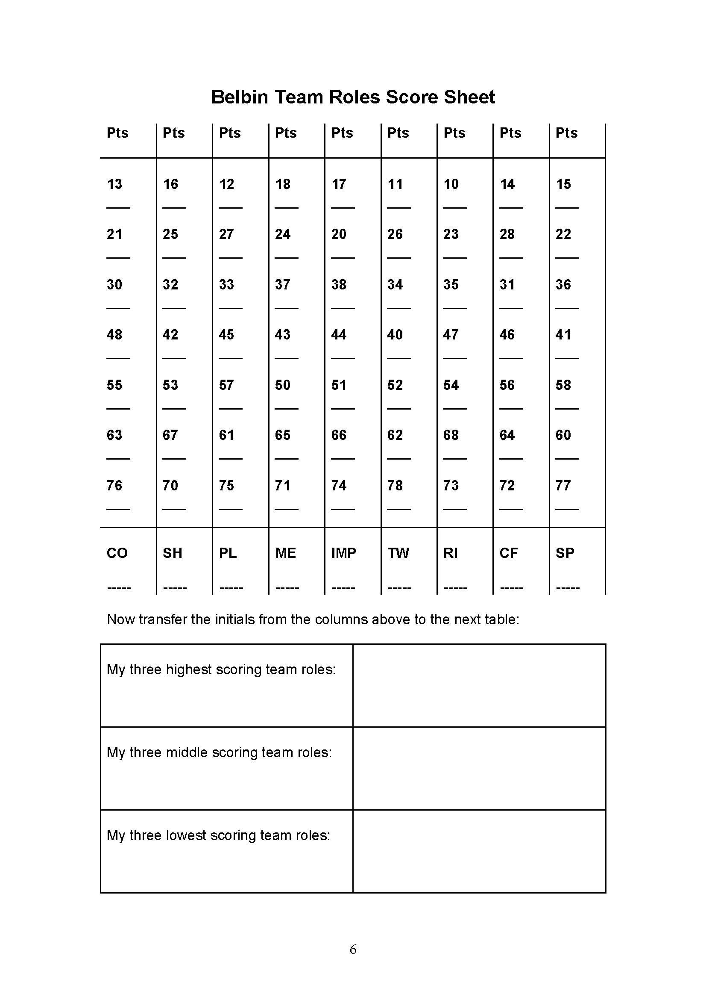 Belbin Team Roles Score Sheet
Pts Pts Pts Pts Pts Pts Pts Pts Pts
13 16 12 18 17 11 10 14 15
21 25 27 24 20 26 23 28 22
30 32 33 37 38 34 35 31 36
48 42 45 43 44 40 47 46 41
55 53 57 50 51 52 54 56 58
63 67 61 65 66 62 68 64 60
76 70 75 71 74 78 73 72 77
CO SH PL ME IMP TW RI CF SP
----- ----- ----- ----- ----- ----- ----- ----- -----
Now transfer the initials from the columns above to the next table:
My three highest scoring team roles:
My three middle scoring team roles:
My three lowest scoring team roles:
6